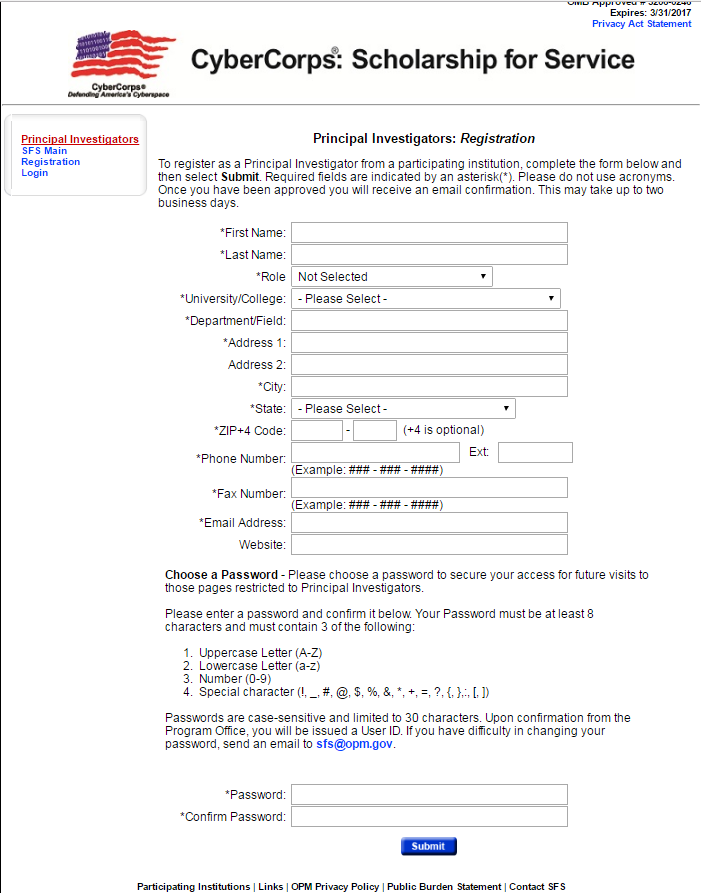 OMB Approved # 3206-0246
Expires: 3/31/2017
Privacy Act Statement
CyberCorps®: Scholarship for Service
CyberCorps®
Defending America's Cyberspace
Principal Investigators
SFS Main
Registration
Login
Principal Investigators: Registration
To register as a Principal Investigator from a participating institution, complete the form below and
then select Submit. Required fields are indicated by an asterisk(*). Please do not use acronyms.
Once you have been approved you will receive an email confirmation. This may take up to two
business days.
*First Name:
*Last Name:
*Role Not Selected
*University/College: - Please Select -
*Department/Field:
*Address 1:
Address 2:
*City:
*State: - Please Select -
*ZIP+4 Code: - (+4 is optional)
*Phone Number: Ext:
(Example: ### - ### - ####)
*Fax Number:
(Example: ### - ### - ####)
*Email Address:
Website:
Choose a Password - Please choose a password to secure your access for future visits to
those pages restricted to Principal Investigators.
Please enter a password and confirm it below. Your Password must be at least 8
characters and must contain 3 of the following:
1. Uppercase Letter (A-Z)
2. Lowercase Letter (a-z)
3. Number (0-9)
4. Special character (!, _, #, @, $, %, &, *, +, =, ?, {, },:, [, ])
Passwords are case-sensitive and limited to 30 characters. Upon confirmation from the
Program Office, you will be issued a User ID. If you have difficulty in changing your
password, send an email to sfs@opm.gov.
*Password:
*Confirm Password:
Submit
Participating Institutions | Links | OPM Privacy Policy | Public Burden Statement | Contact SFS